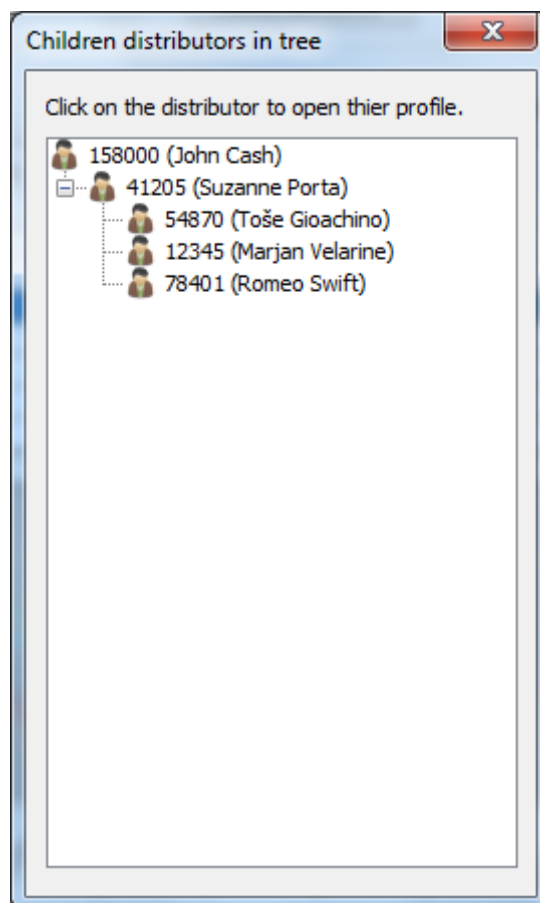 Children distributors in tree
Click on the distributor to open thier profile.
158000 (John Cash)
41205 (Suzanne Porta)
54870 (Toše Gioachino)
12345 (Marjan Velarine)
78401 (Romeo Swift)